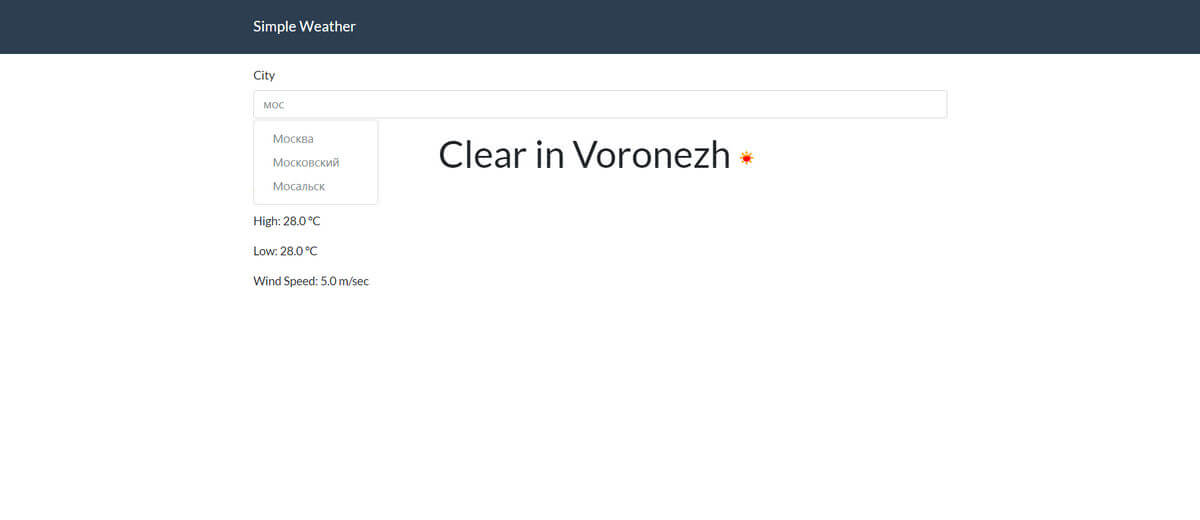 Simple Weather
City
мос
Москва
Московский
Мосальск
Clear in Voronezh
High: 28.0 °C
Low: 28.0 °C
Wind Speed: 5.0 m/sec